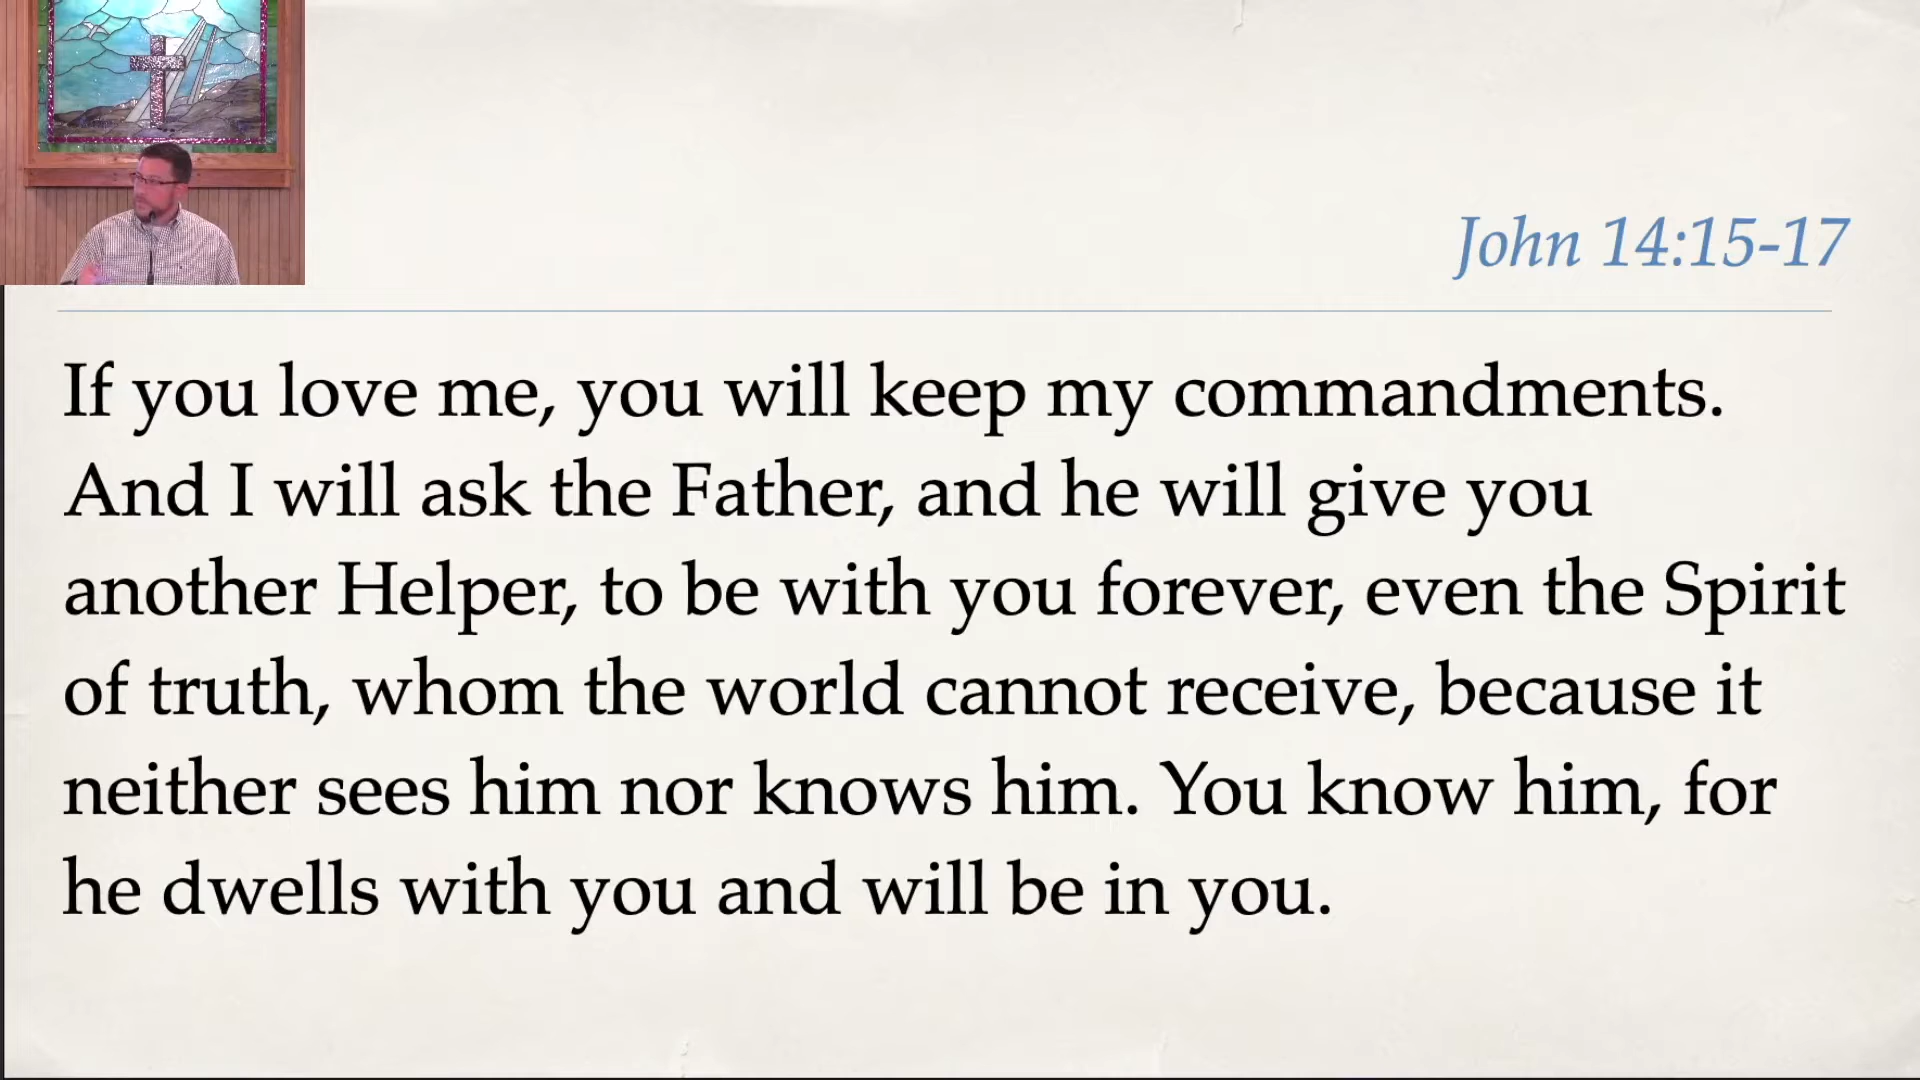 John 14:15-17
If you love me, you will keep my commandments.
And I will ask the Father, and he will give you
another Helper, to be with you forever, even the Spirit
of truth, whom the world cannot receive, because it
neither sees him nor knows him. You know him, for
he dwells with you and will be in you.